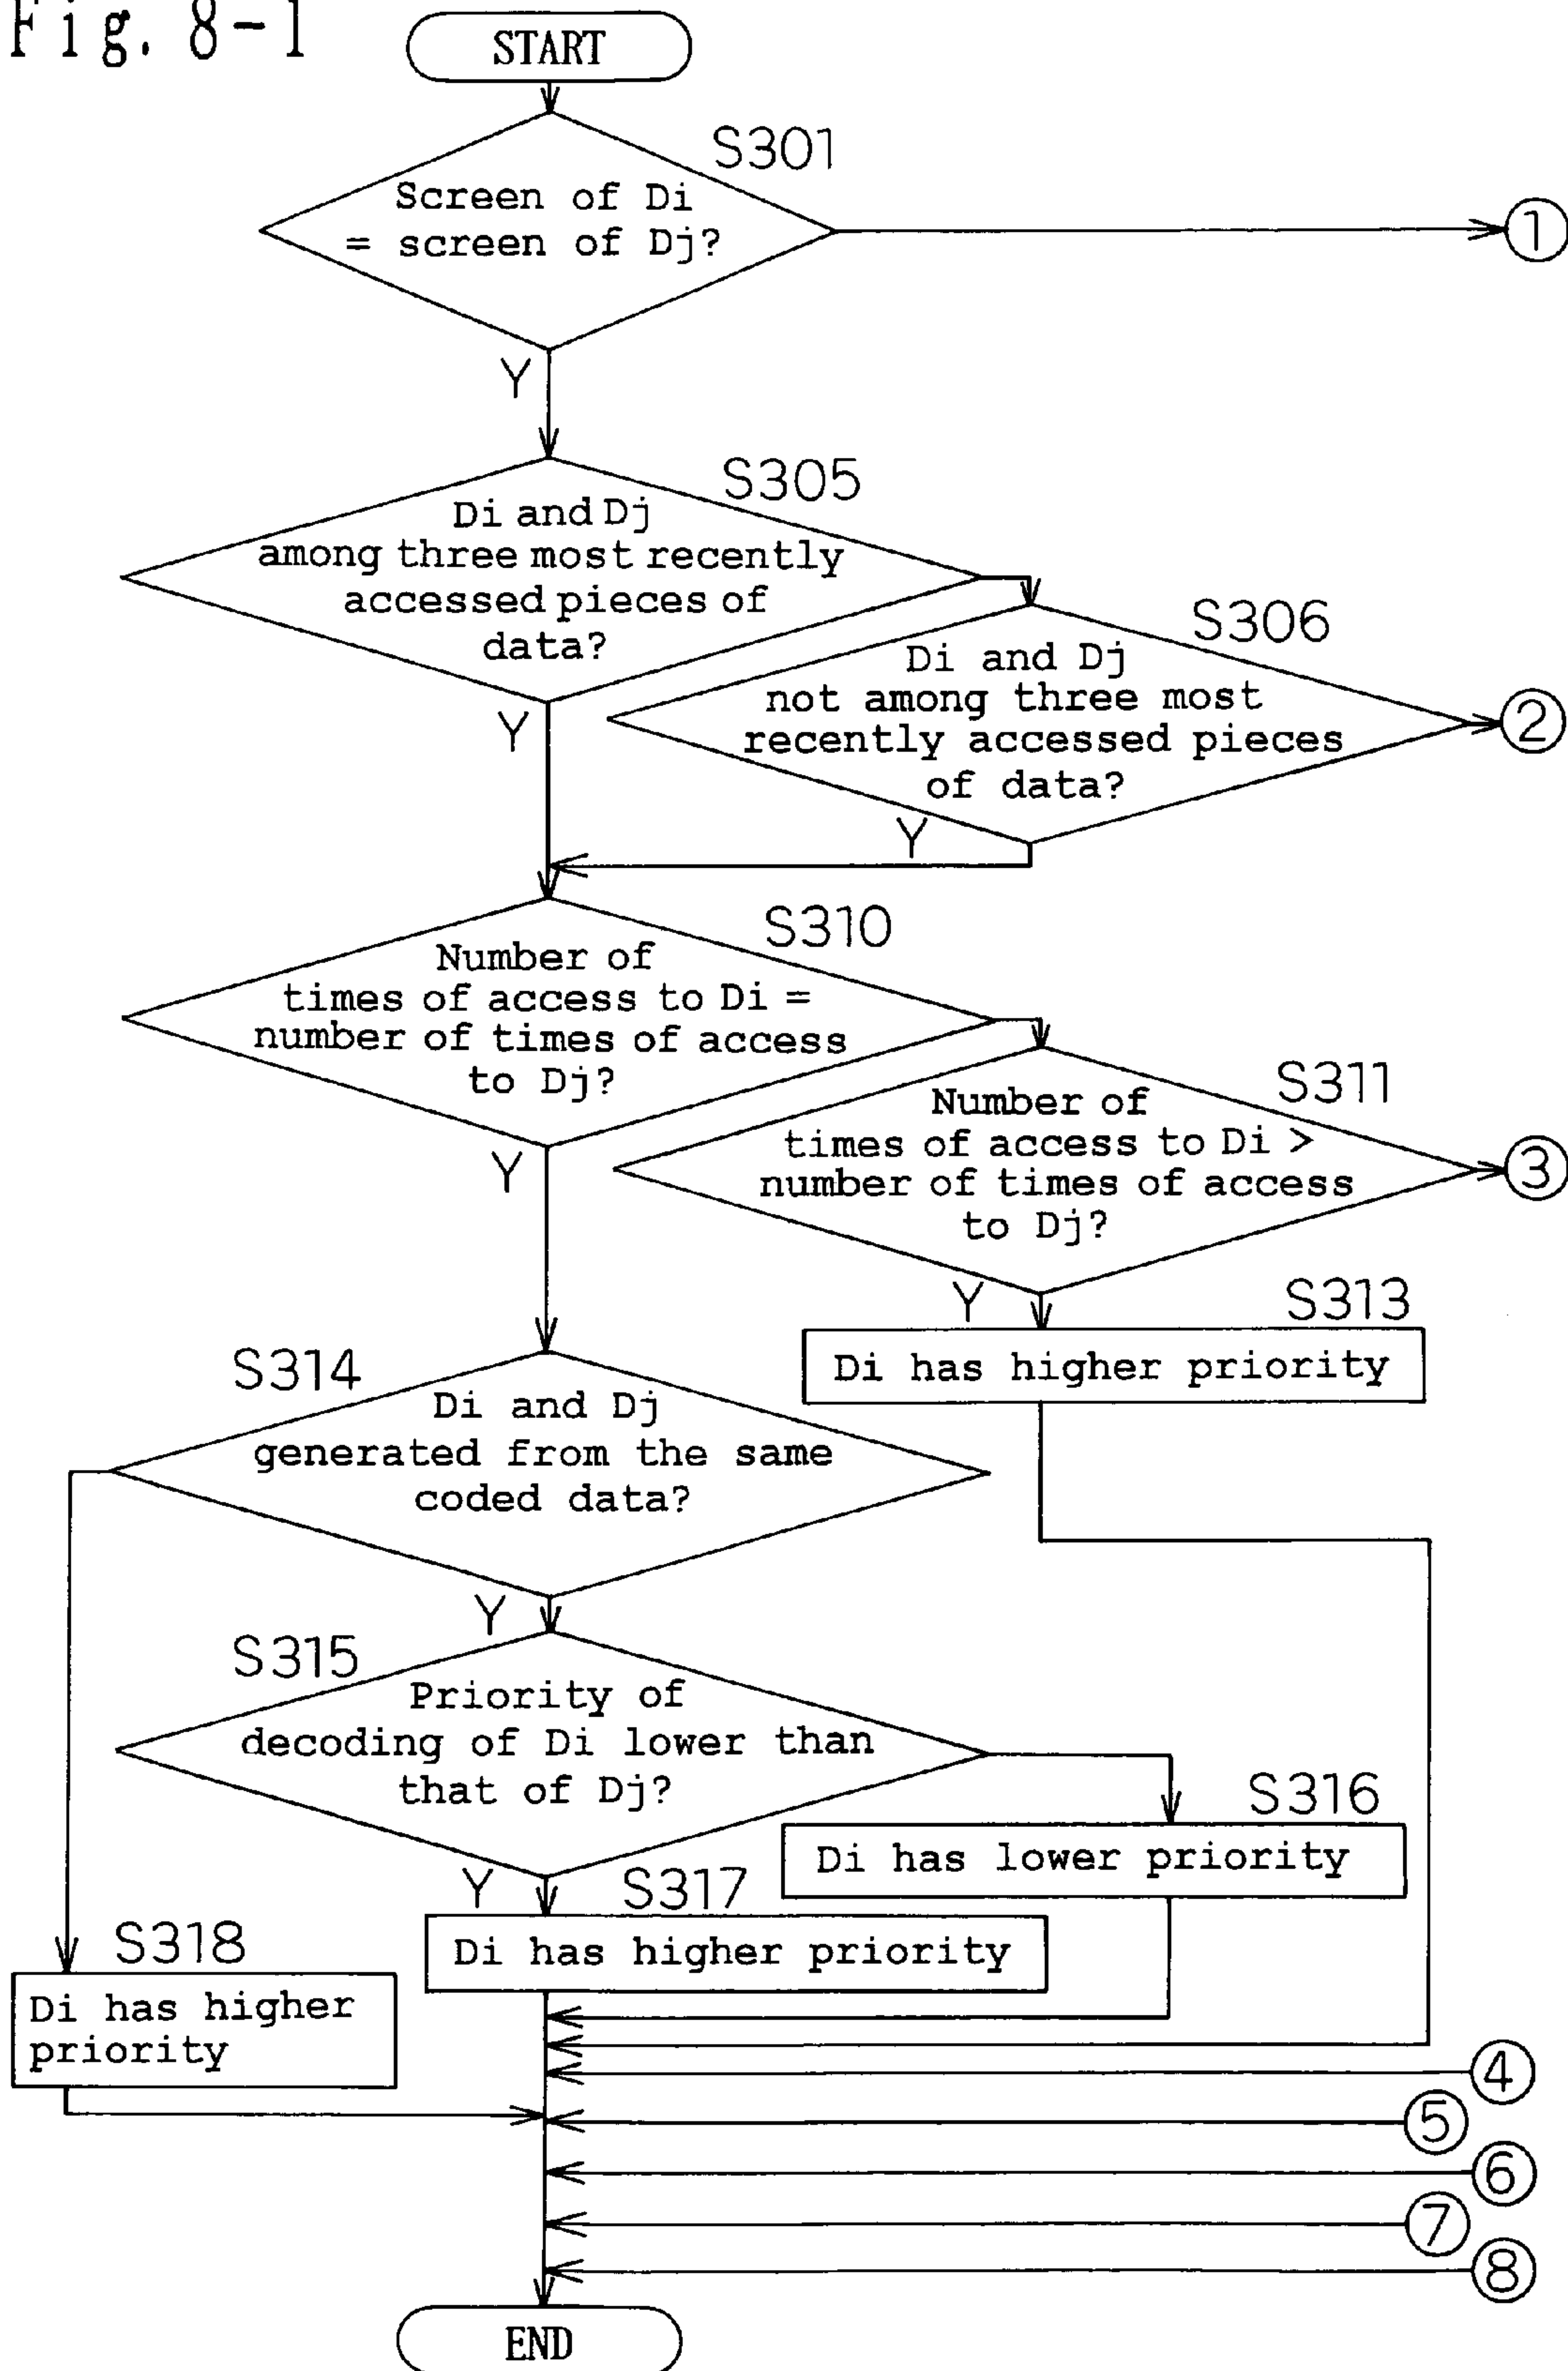 Fig. 8-1
START
S301
Screen of Di
= screen of Dj?
①
Y
S305
Di and Dj
among three most recently
accessed pieces of
data?
S306
Di and Dj
not among three most
recently accessed pieces
of data?
②
Y
Y
S310
Number of
times of access to Di =
number of times of access
to Dj?
S311
Number of
times of access to Di >
number of times of access
to Dj?
③
Y
Y
S313
Di has higher priority
S314
Di and Dj
generated from the same
coded data?
Y
S315
Priority of
decoding of Di lower than
that of Dj?
S316
Di has lower priority
Y
S317
Di has higher priority
S318
Di has higher
priority
④
⑤
⑥
⑦
⑧
END